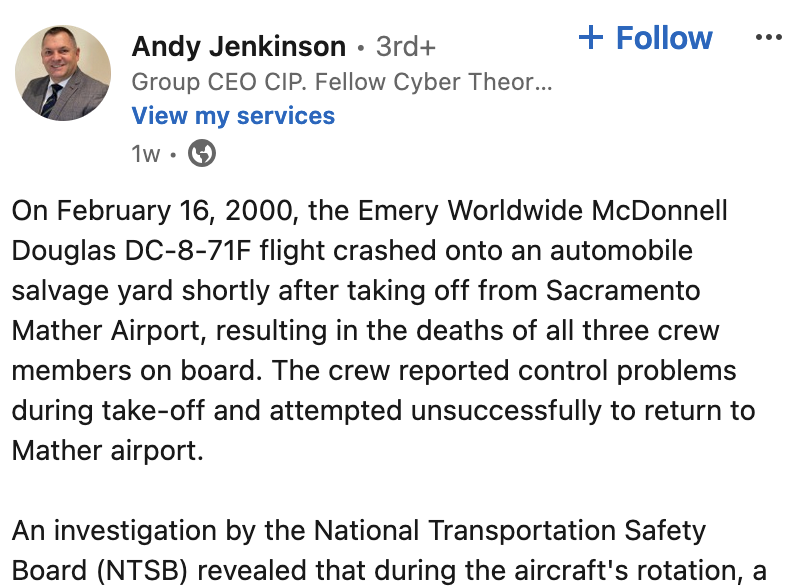 Andy Jenkinson • 3rd+
+ Follow
Group CEO CIP. Fellow Cyber Theor...
View my services
1w •
On February 16, 2000, the Emery Worldwide McDonnell
Douglas DC-8-71F flight crashed onto an automobile
salvage yard shortly after taking off from Sacramento
Mather Airport, resulting in the deaths of all three crew
members on board. The crew reported control problems
during take-off and attempted unsuccessfully to return to
Mather airport.
An investigation by the National Transportation Safety
Board (NTSB) revealed that during the aircraft's rotation, a